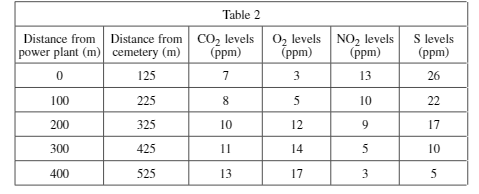 Table 2
Distance from power plant (m) Distance from cemetery (m) CO₂ levels (ppm) O₂ levels (ppm) NO₂ levels (ppm) S levels (ppm)
0 125 7 3 13 26
100 225 8 5 10 22
200 325 10 12 9 17
300 425 11 14 5 10
400 525 13 17 3 5